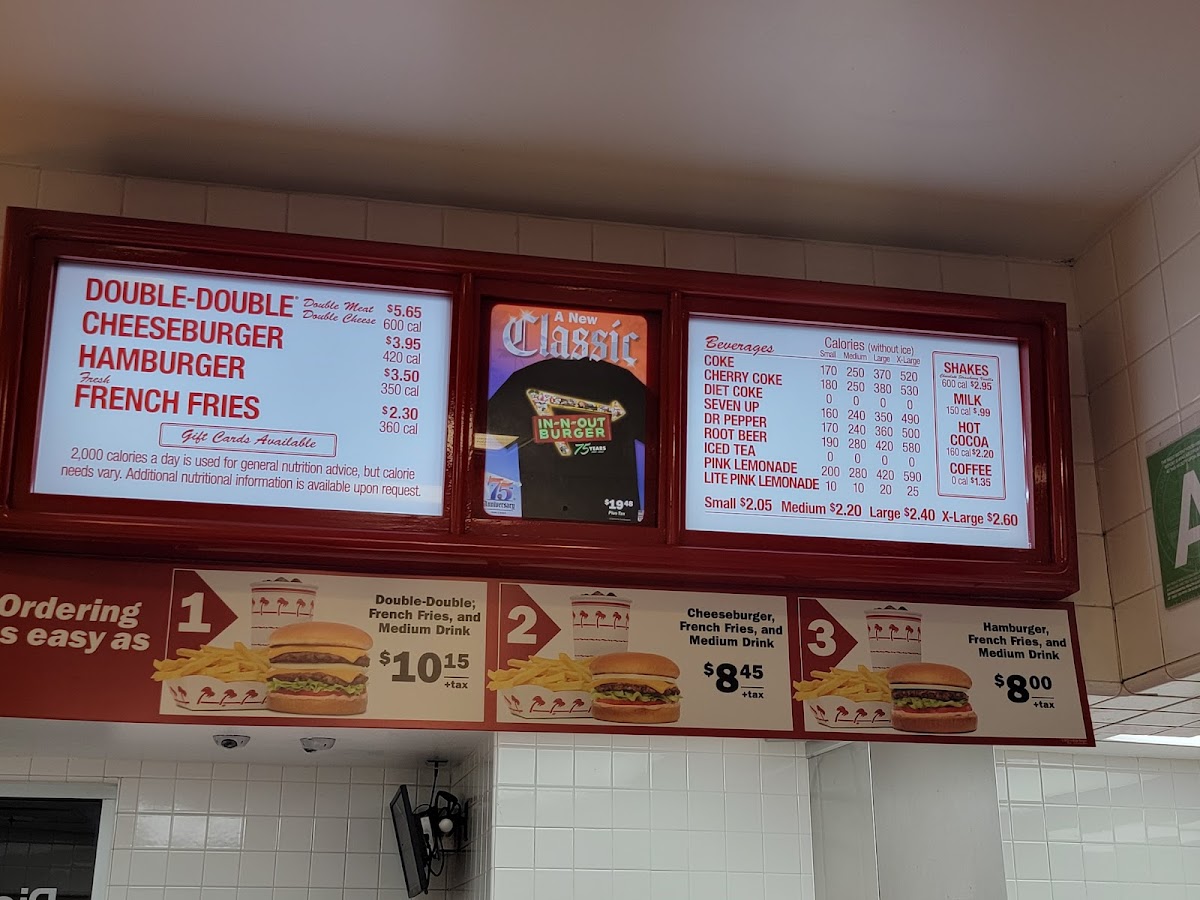 DOUBLE-DOUBLE® Double Meat Double Cheese $5.65 600 cal
CHEESEBURGER $3.95 420 cal
HAMBURGER $3.50 350 cal
Fresh
FRENCH FRIES $2.30 360 cal
Gift Cards Available
2,000 calories a day is used for general nutrition advice, but calorie
needs vary. Additional nutritional information is available upon request.
A New
Classic
IN-N-OUT
BURGER
75 YEARS
75
Anniversary
$19.48
Plus Tax
Beverages Calories (without ice)
Small Medium Large X-Large
COKE 170 250 370 520
CHERRY COKE 180 250 380 530
DIET COKE 0 0 0 0
SEVEN UP 160 240 350 490
DR PEPPER 170 240 360 500
ROOT BEER 190 280 420 580
ICED TEA 0 0 0 0
PINK LEMONADE 200 280 420 590
LITE PINK LEMONADE 10 10 20 25
Small $2.05 Medium $2.20 Large $2.40 X-Large $2.60
SHAKES
Chocolate Strawberry Vanilla
600 cal $2.95
MILK
150 cal $.99
HOT
COCOA
160 cal $2.20
COFFEE
0 cal $1.35
A
Ordering
s easy as
1
Double-Double,
French Fries, and
Medium Drink
$10.15
+tax
2
Cheeseburger,
French Fries, and
Medium Drink
$8.45
+tax
3
Hamburger,
French Fries, and
Medium Drink
$8.00
+tax